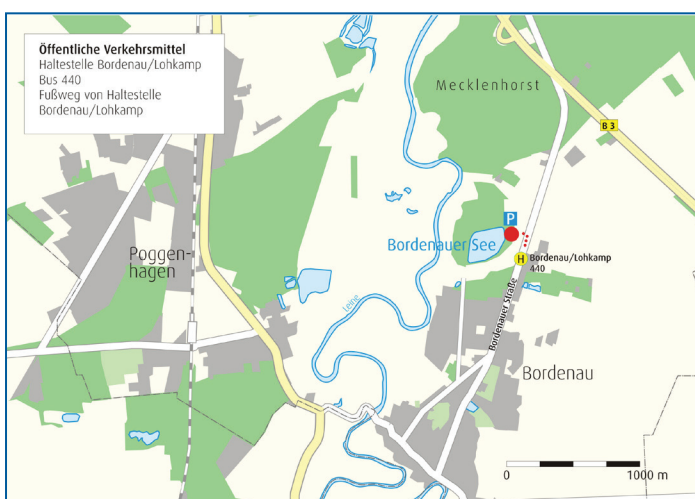 Öffentliche Verkehrsmittel
Haltestelle Bordenau/Lohkamp
Bus 440
Fußweg von Haltestelle
Bordenau/Lohkamp
Mecklenhorst
B 3
P
Bordenauer See
H
Bordenau/Lohkamp
440
Poggen-
hagen
Leine
Bordenauer Straße
Bordenau
0
1000 m